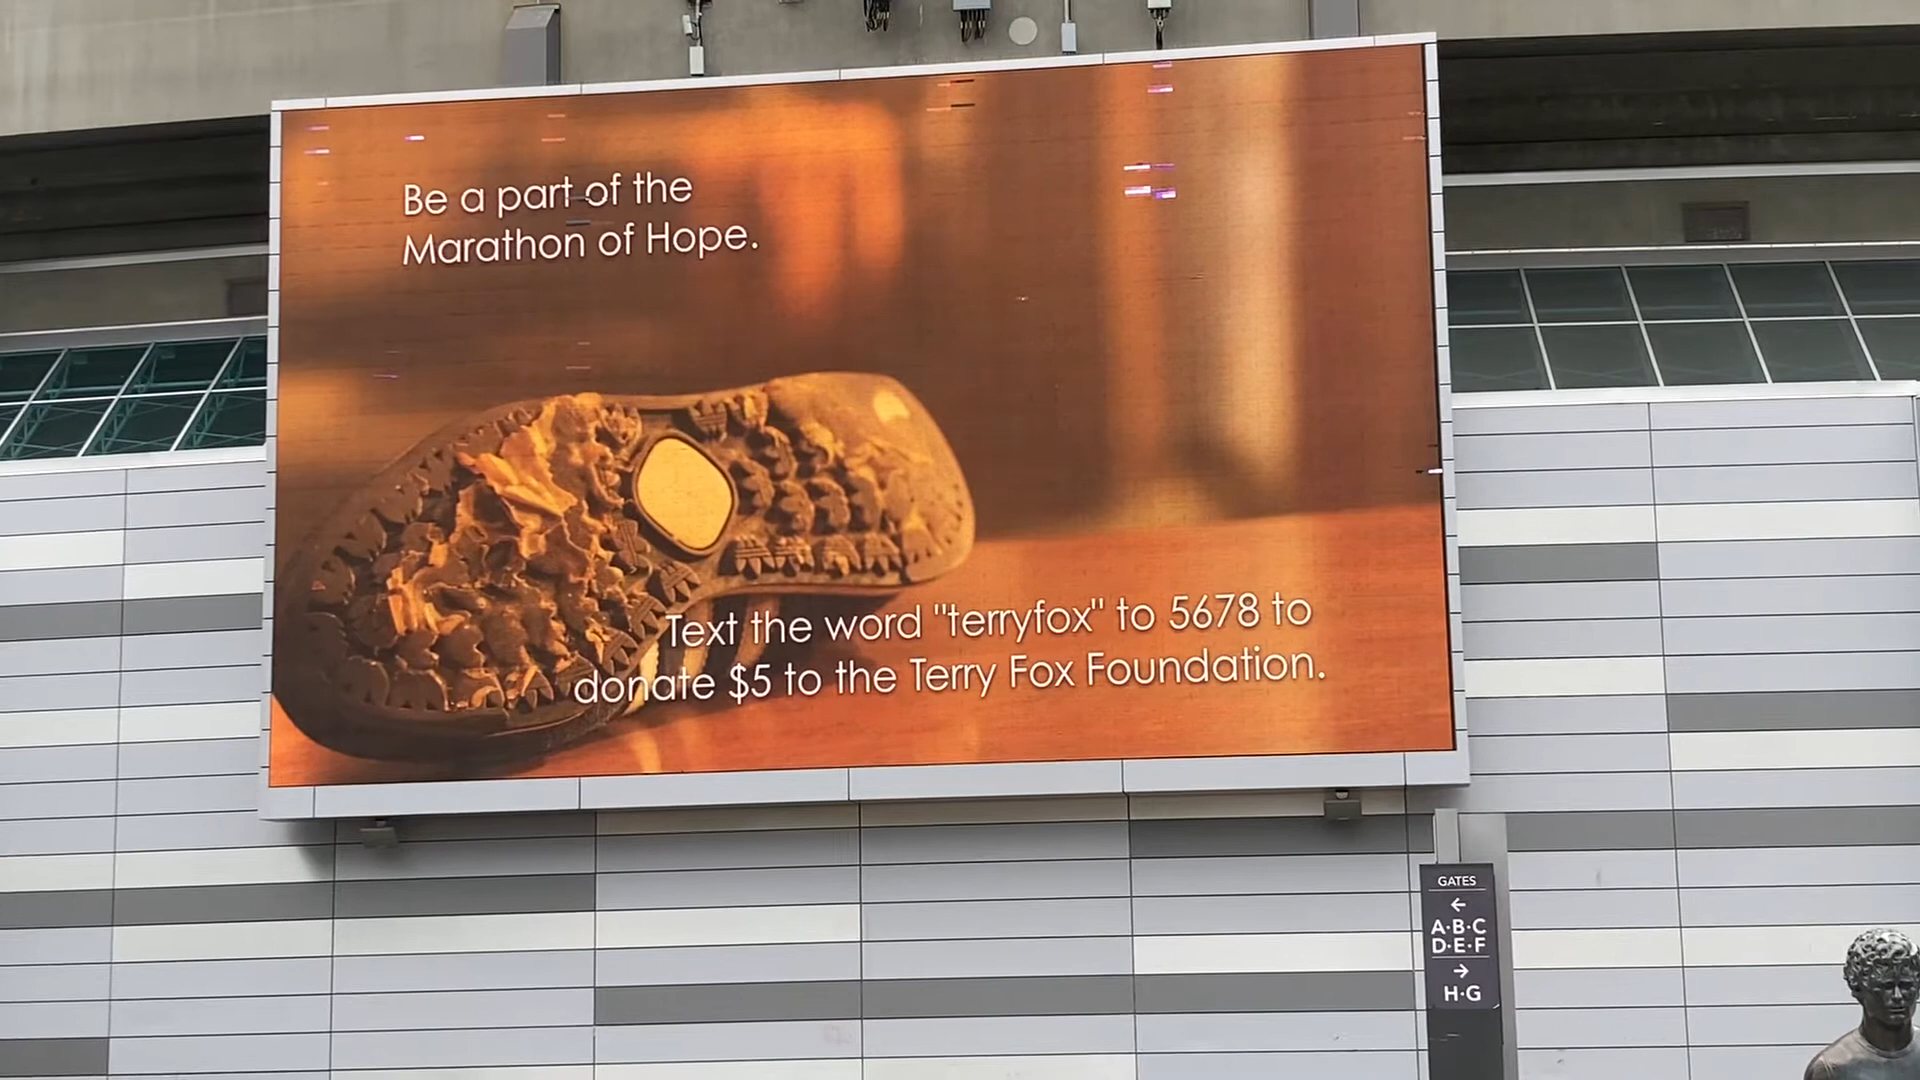 Be a part of the
Marathon of Hope.
Text the word "terryfox" to 5678 to
donate $5 to the Terry Fox Foundation.
GATES
←
A·B·C
D·E·F
→
H·G